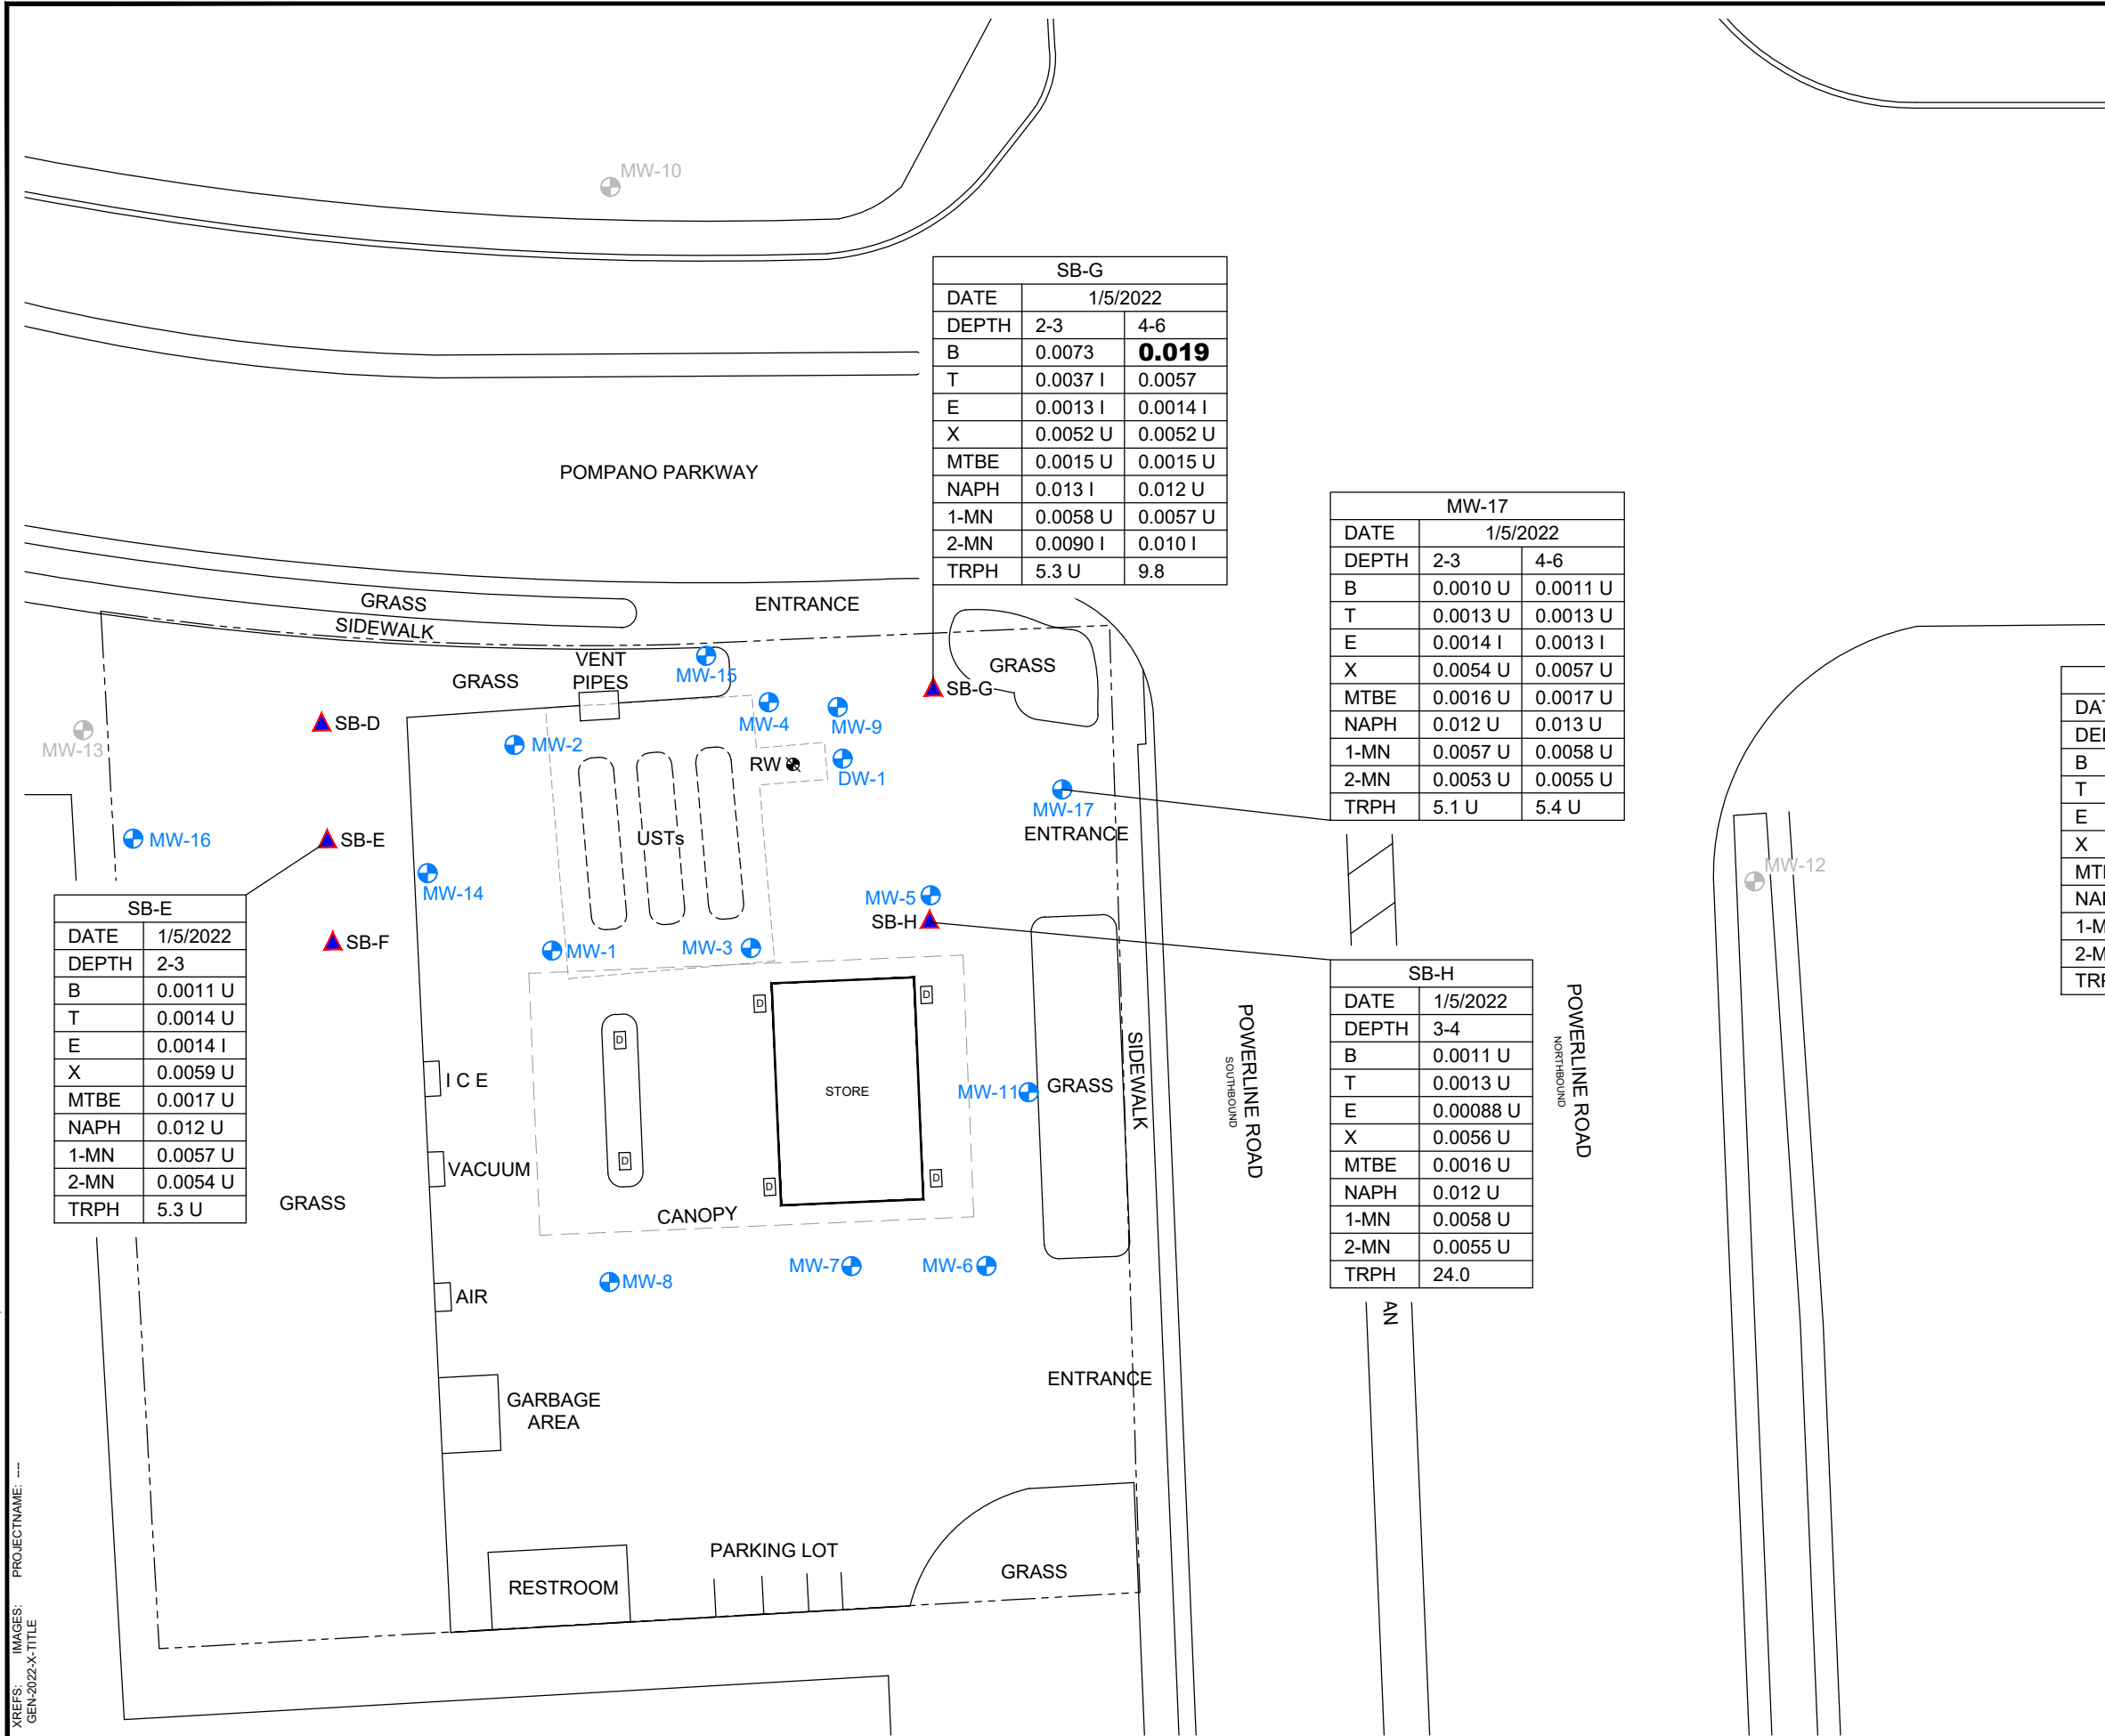 MW-10
SB-G
DATE 1/5/2022
DEPTH 2-3 4-6
B 0.0073 0.019
T 0.0037 I 0.0057
E 0.0013 I 0.0014 I
X 0.0052 U 0.0052 U
MTBE 0.0015 U 0.0015 U
NAPH 0.013 I 0.012 U
1-MN 0.0058 U 0.0057 U
2-MN 0.0090 I 0.010 I
TRPH 5.3 U 9.8
POMPANO PARKWAY
MW-17
DATE 1/5/2022
DEPTH 2-3 4-6
B 0.0010 U 0.0011 U
T 0.0013 U 0.0013 U
E 0.0014 I 0.0013 I
X 0.0054 U 0.0057 U
MTBE 0.0016 U 0.0017 U
NAPH 0.012 U 0.013 U
1-MN 0.0057 U 0.0058 U
2-MN 0.0053 U 0.0055 U
TRPH 5.1 U 5.4 U
GRASS
SIDEWALK
ENTRANCE
VENT
PIPES
GRASS
MW-15
GRASS
SB-G
SB-D
MW-4
MW-9
MW-13
MW-2
RW
DW-1
MW-17
ENTRANCE
MW-16
SB-E
USTs
MW-14
MW-5
SB-H
SB-F
MW-1
MW-3
MW-12
DA
DE
B
T
E
X
MT
NA
1-M
2-M
TR
SB-E
DATE 1/5/2022
DEPTH 2-3
B 0.0011 U
T 0.0014 U
E 0.0014 I
X 0.0059 U
MTBE 0.0017 U
NAPH 0.012 U
1-MN 0.0057 U
2-MN 0.0054 U
TRPH 5.3 U
SB-H
DATE 1/5/2022
DEPTH 3-4
B 0.0011 U
T 0.0013 U
E 0.00088 U
X 0.0056 U
MTBE 0.0016 U
NAPH 0.012 U
1-MN 0.0058 U
2-MN 0.0055 U
TRPH 24.0
D
D
D
D
D
D
I C E
STORE
MW-11
GRASS
SIDEWALK
POWERLINE ROAD
SOUTHBOUND
POWERLINE ROAD
NORTHBOUND
VACUUM
GRASS
CANOPY
MW-8
MW-7
MW-6
AIR
AN
ENTRANCE
GARBAGE
AREA
PARKING LOT
RESTROOM
GRASS
XREFS: IMAGES: PROJECTNAME: ---
GEN-2022-X-TITLE